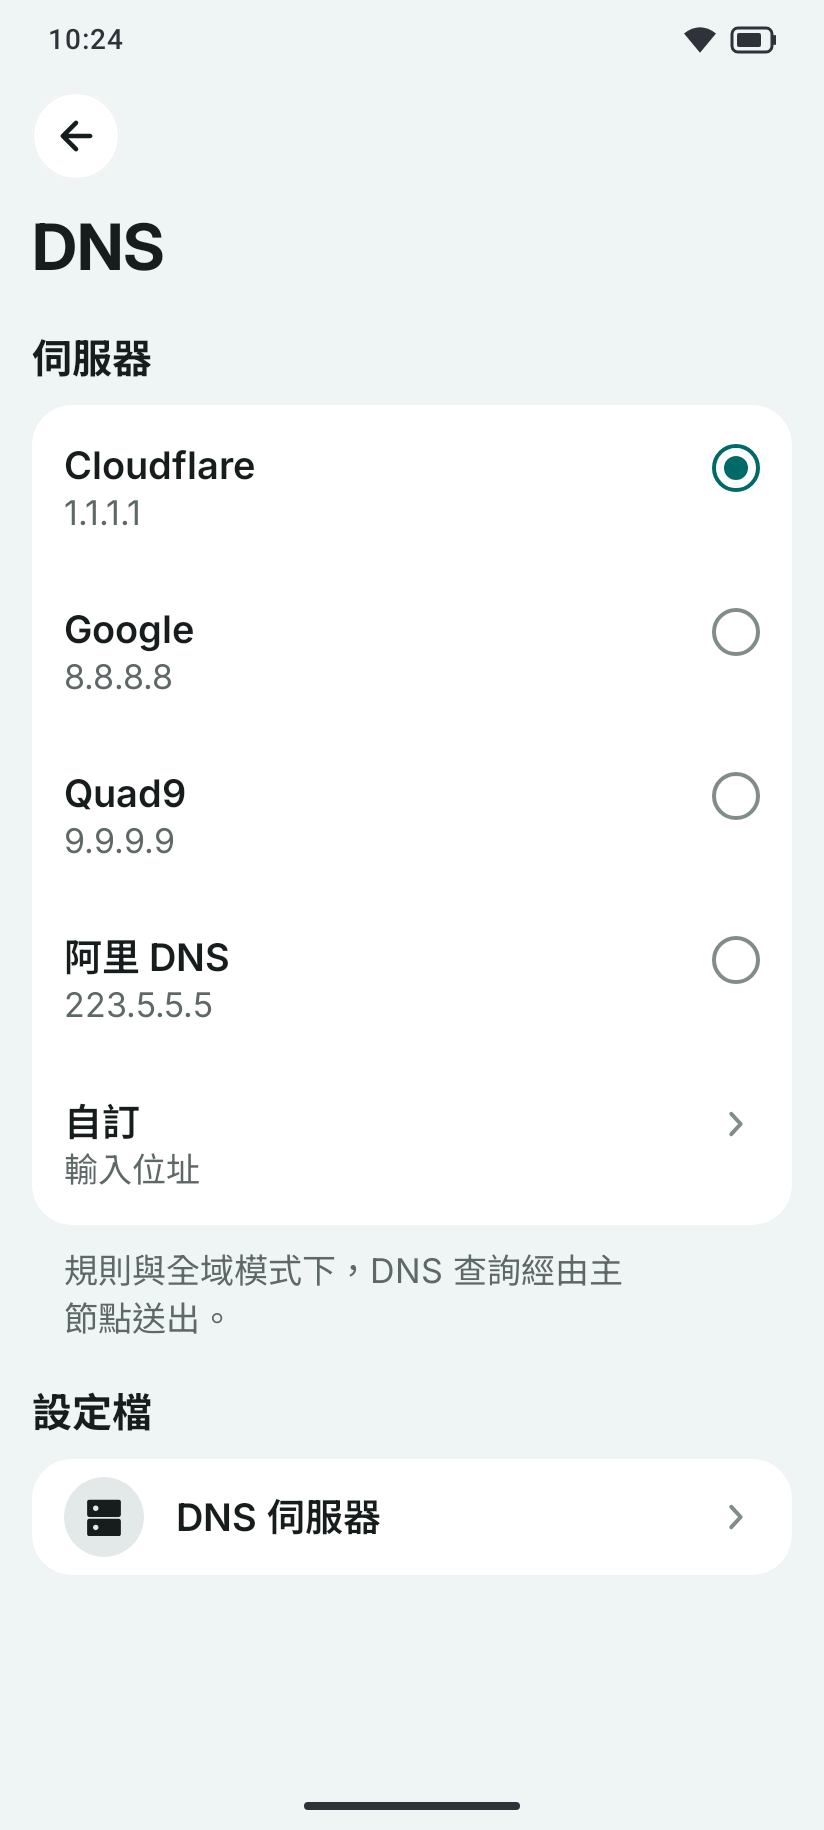 10:24
DNS
伺服器
Cloudflare
1.1.1.1
Google
8.8.8.8
Quad9
9.9.9.9
阿里 DNS
223.5.5.5
自訂
輸入位址
規則與全域模式下，DNS 查詢經由主
節點送出。
設定檔
DNS 伺服器